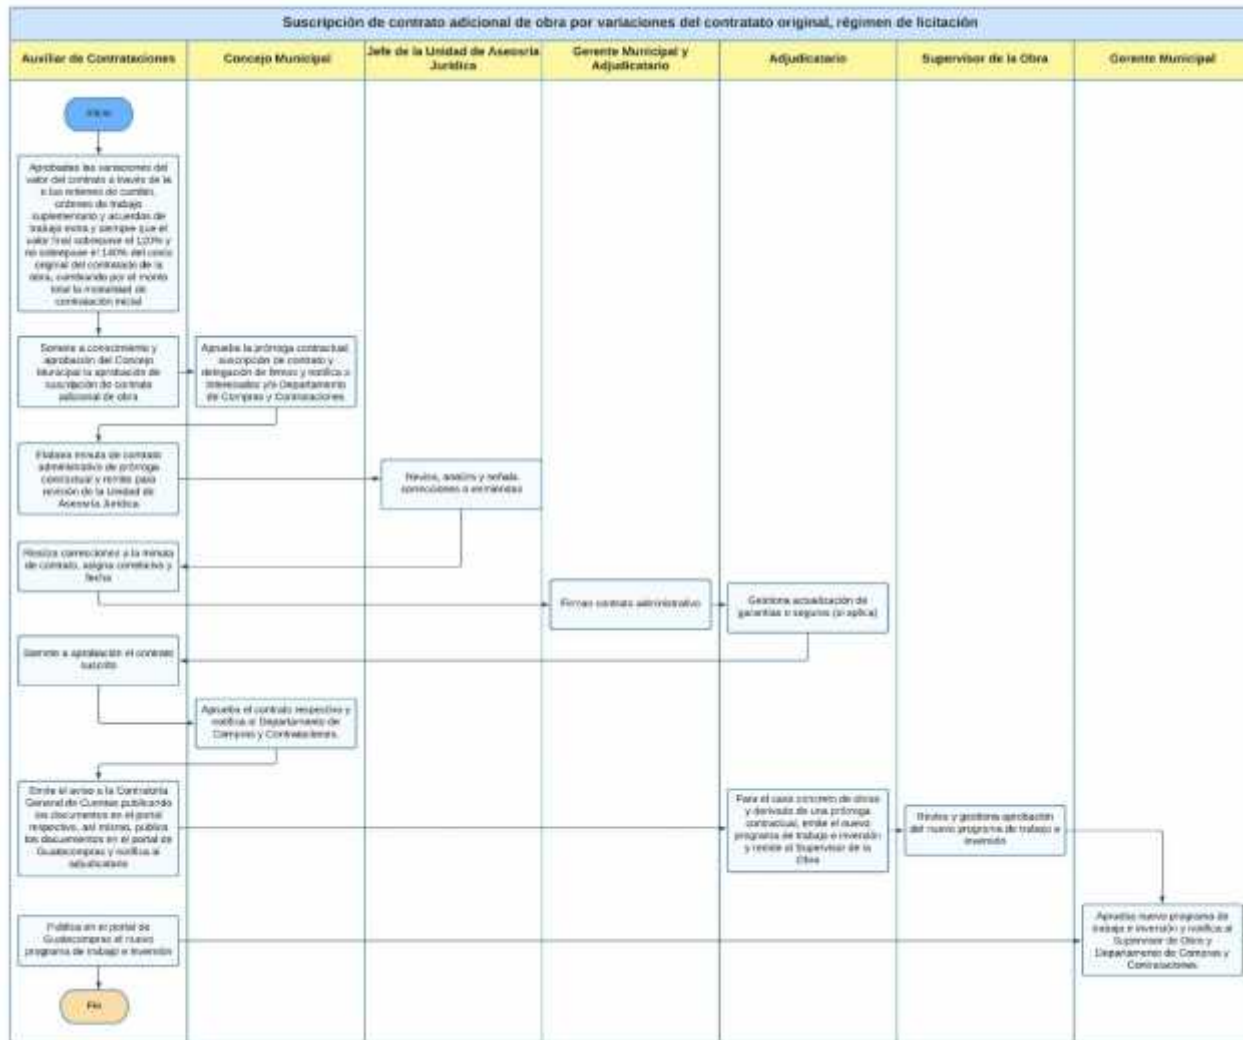 Suscripción de contrato adicional de obra por variaciones del contratato original, régimen de licitación
Auxiliar de Contrataciones
Concejo Municipal
Jefe de la Unidad de Asesoría
Jurídica
Gerente Municipal y
Adjudicatario
Adjudicatario
Supervisor de la Obra
Gerente Municipal
Inicio
Aprobadas las variaciones del
valor del contrato a través de la
o las órdenes de cambio,
órdenes de trabajo
suplementario y acuerdos de
trabajo extra y siempre que el
valor final sobrepase el 120% y
no sobrepase el 140% del costo
original del contratado de la
obra, cambiando por el monto
total la modalidad de
contratación inicial
Somete a conocimiento y
aprobación del Concejo
Municipal la aprobación de
suscripción de contrato
adicional de obra
Aprueba la prórroga contractual,
suscripción de contrato y
delegación de firmas y notifica a
interesados y/o Departamento
de Compras y Contrataciones
Elabora minuta de contrato
administrativo de prórroga
contractual y remite para
revisión de la Unidad de
Asesoría Jurídica
Revisa, analiza y señala
correcciones o enmiendas
Realiza correcciones a la minuta
de contrato, asigna correlativo y
fecha
Firman contrato administrativo
Gestiona actualización de
garantías o seguros (si aplica)
Somete a aprobación el contrato
suscrito
Aprueba el contrato respectivo y
notifica al Departamento de
Compras y Contrataciones.
Emite el aviso a la Contraloría
General de Cuentas publicando
los documentos en el portal
respectivo, así mismo, publica
los documentos en el portal de
Guatecompras y notifica al
adjudicatario
Para el caso concreto de obras
y derivado de una prórroga
contractual, emite el nuevo
programa de trabajo e inversión
y remite al Supervisor de la
Obra
Revisa y gestiona aprobación
del nuevo programa de trabajo e
inversión
Aprueba nuevo programa de
trabajo e inversión y notifica al
Supervisor de Obra y
Departamento de Compras y
Contrataciones
Publica en el portal de
Guatecompras el nuevo
programa de trabajo e inversión
Fin